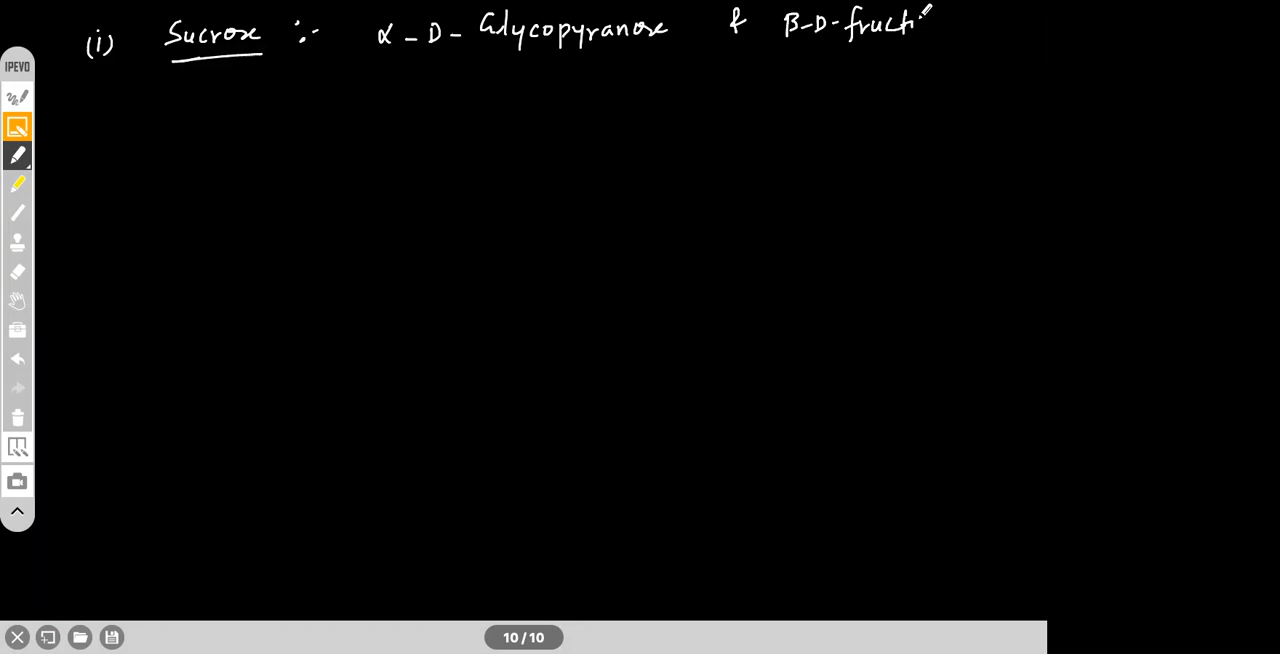 (i) Sucrose :- α-D-Glycopyranose & β-D-fructi
IPEVO
10/10